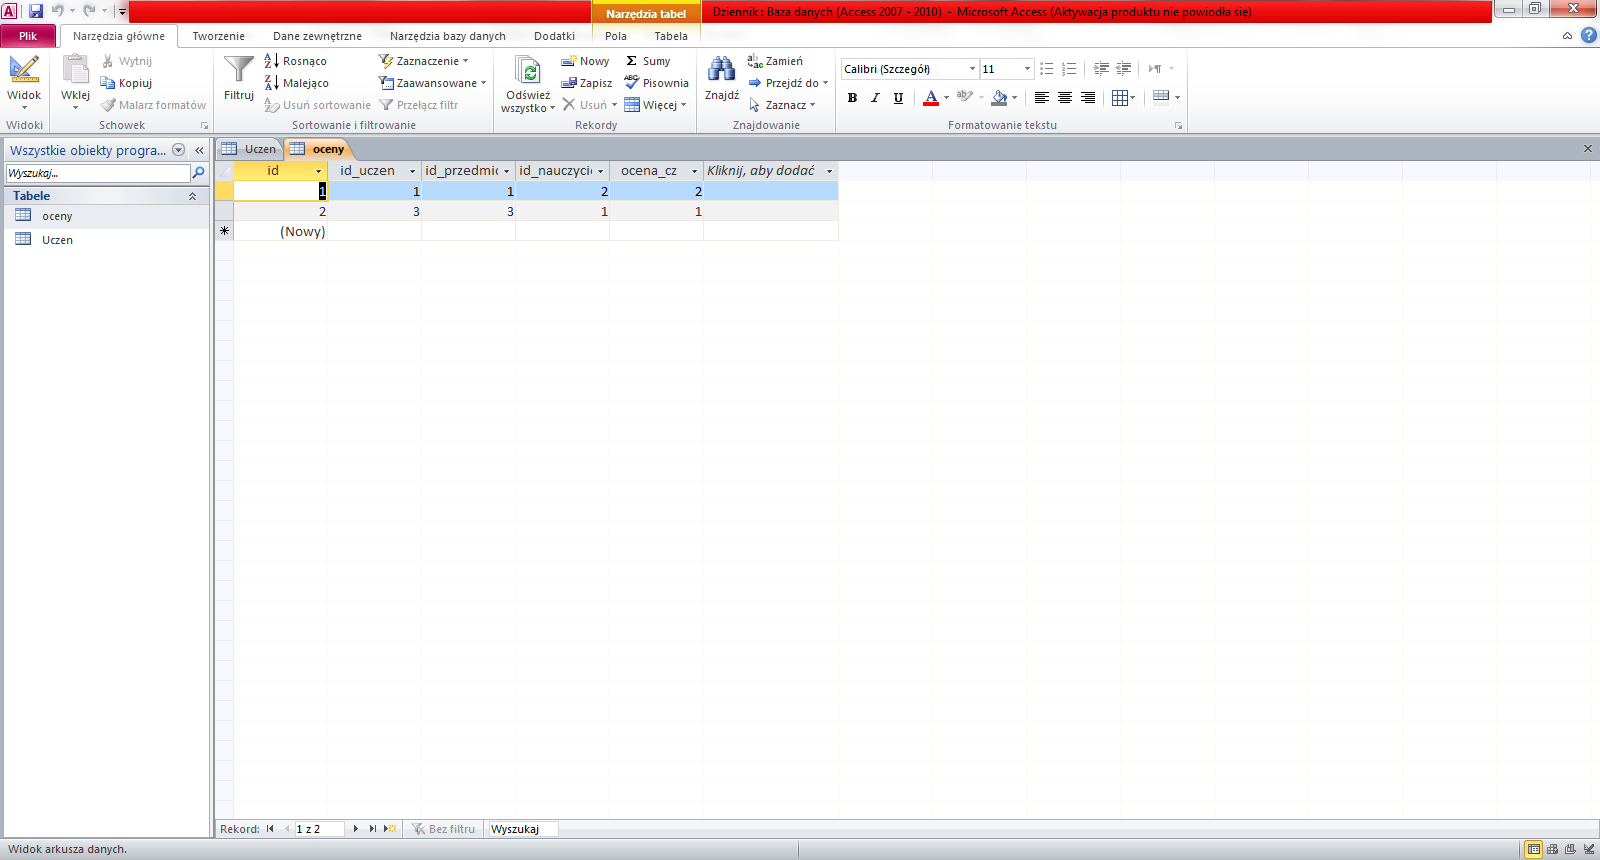 Narzędzia tabel
Dziennik : Baza danych (Access 2007 - 2010) - Microsoft Access (Aktywacja produktu nie powiodła się)
Plik Narzędzia główne Tworzenie Dane zewnętrzne Narzędzia bazy danych Dodatki Pola Tabela
Widok
Widoki
Wklej
Wytnij
Kopiuj
Malarz formatów
Schowek
Filtruj
Rosnąco
Malejąco
Usuń sortowanie
Zaznaczenie
Zaawansowane
Przełącz filtr
Sortowanie i filtrowanie
Odśwież
wszystko
Nowy
Zapisz
Usuń
Sumy
Pisownia
Więcej
Rekordy
Znajdź
Zamień
Przejdź do
Zaznacz
Znajdowanie
Calibri (Szczegół) 11
B I U
Formatowanie tekstu
Wszystkie obiekty progra...
Wyszukaj...
Tabele
oceny
Uczen
Uczen oceny
id id_uczen id_przedmic id_nauczycie ocena_cz Kliknij, aby dodać
1 1 1 2 2
2 3 3 1 1
(Nowy)
Rekord: 1 z 2 Bez filtru Wyszukaj
Widok arkusza danych.